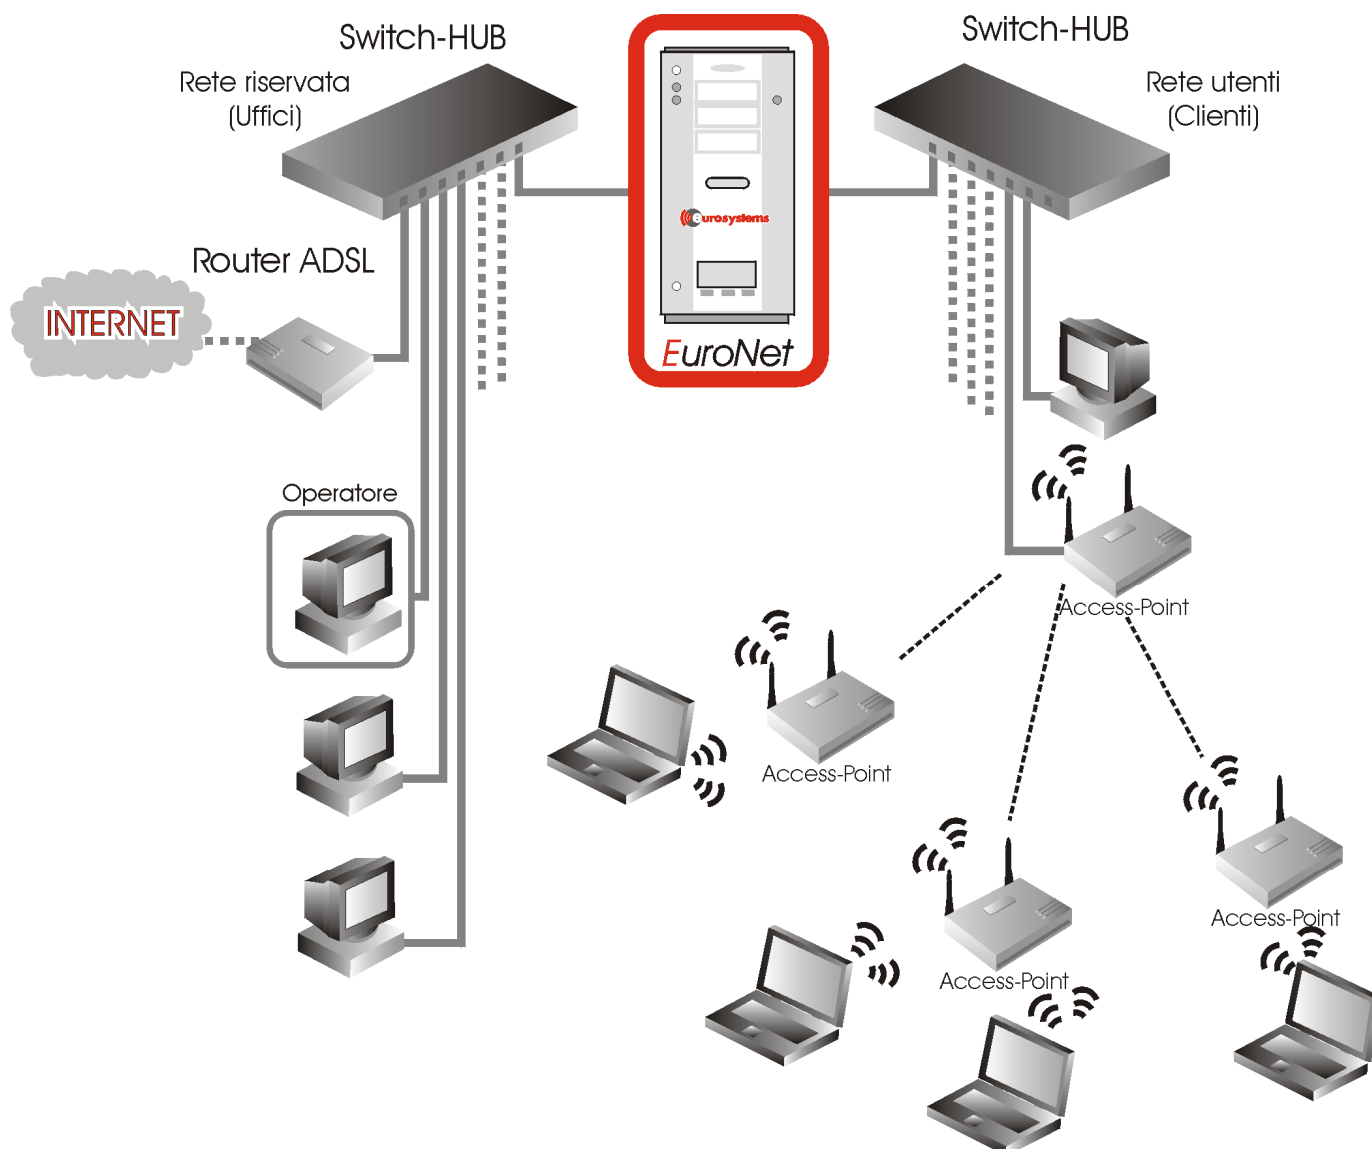 Switch-HUB
Rete riservata
(Uffici)
Switch-HUB
Rete utenti
(Clienti)
eurosystems
EuroNet
Router ADSL
INTERNET
Operatore
Access-Point
Access-Point
Access-Point
Access-Point